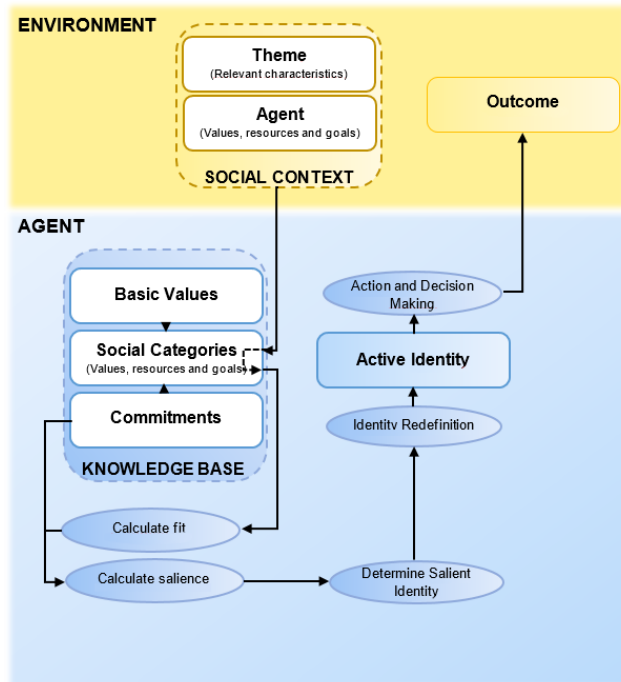 ENVIRONMENT
Theme
(Relevant characteristics)
Agent
(Values, resources and goals)
SOCIAL CONTEXT
Outcome
AGENT
Basic Values
Social Categories
(Values, resources and goals)
Commitments
KNOWLEDGE BASE
Calculate fit
Calculate salience
Action and Decision
Making
Active Identity
Identity Redefinition
Determine Salient
Identity